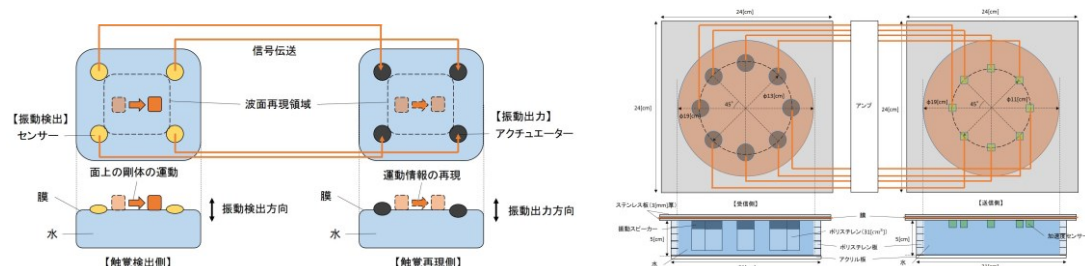 信号伝送
【振動検出】
センサー
波面再現領域
【振動出力】
アクチュエーター
面上の剛体の運動
運動情報の再現
膜
振動検出方向
膜
振動出力方向
水
水
【触覚検出側】
【触覚再現側】
24[cm]
24[cm]
24[cm]
φ13[cm]
45°
φ19[cm]
アンプ
24[cm]
φ19[cm]
45°
φ11[cm]
ステンレス板(3[mm]厚)
【受信側】
膜
【送信側】
振動スピーカー
5[cm]
ポリスチレン
ポリスチレン板
水
アクリル板
5[cm]
加速度センサー
水